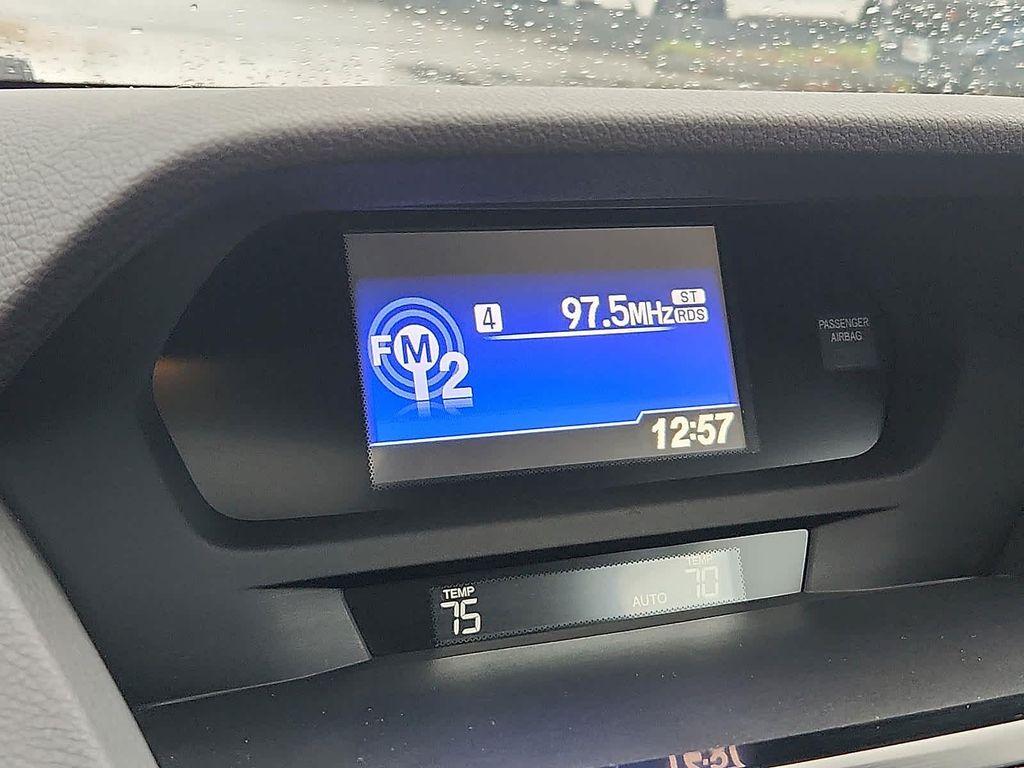 4 97.5MHz ST
RDS
FM2
12:57
PASSENGER
AIRBAG
TEMP
75
AUTO
TEMP
70